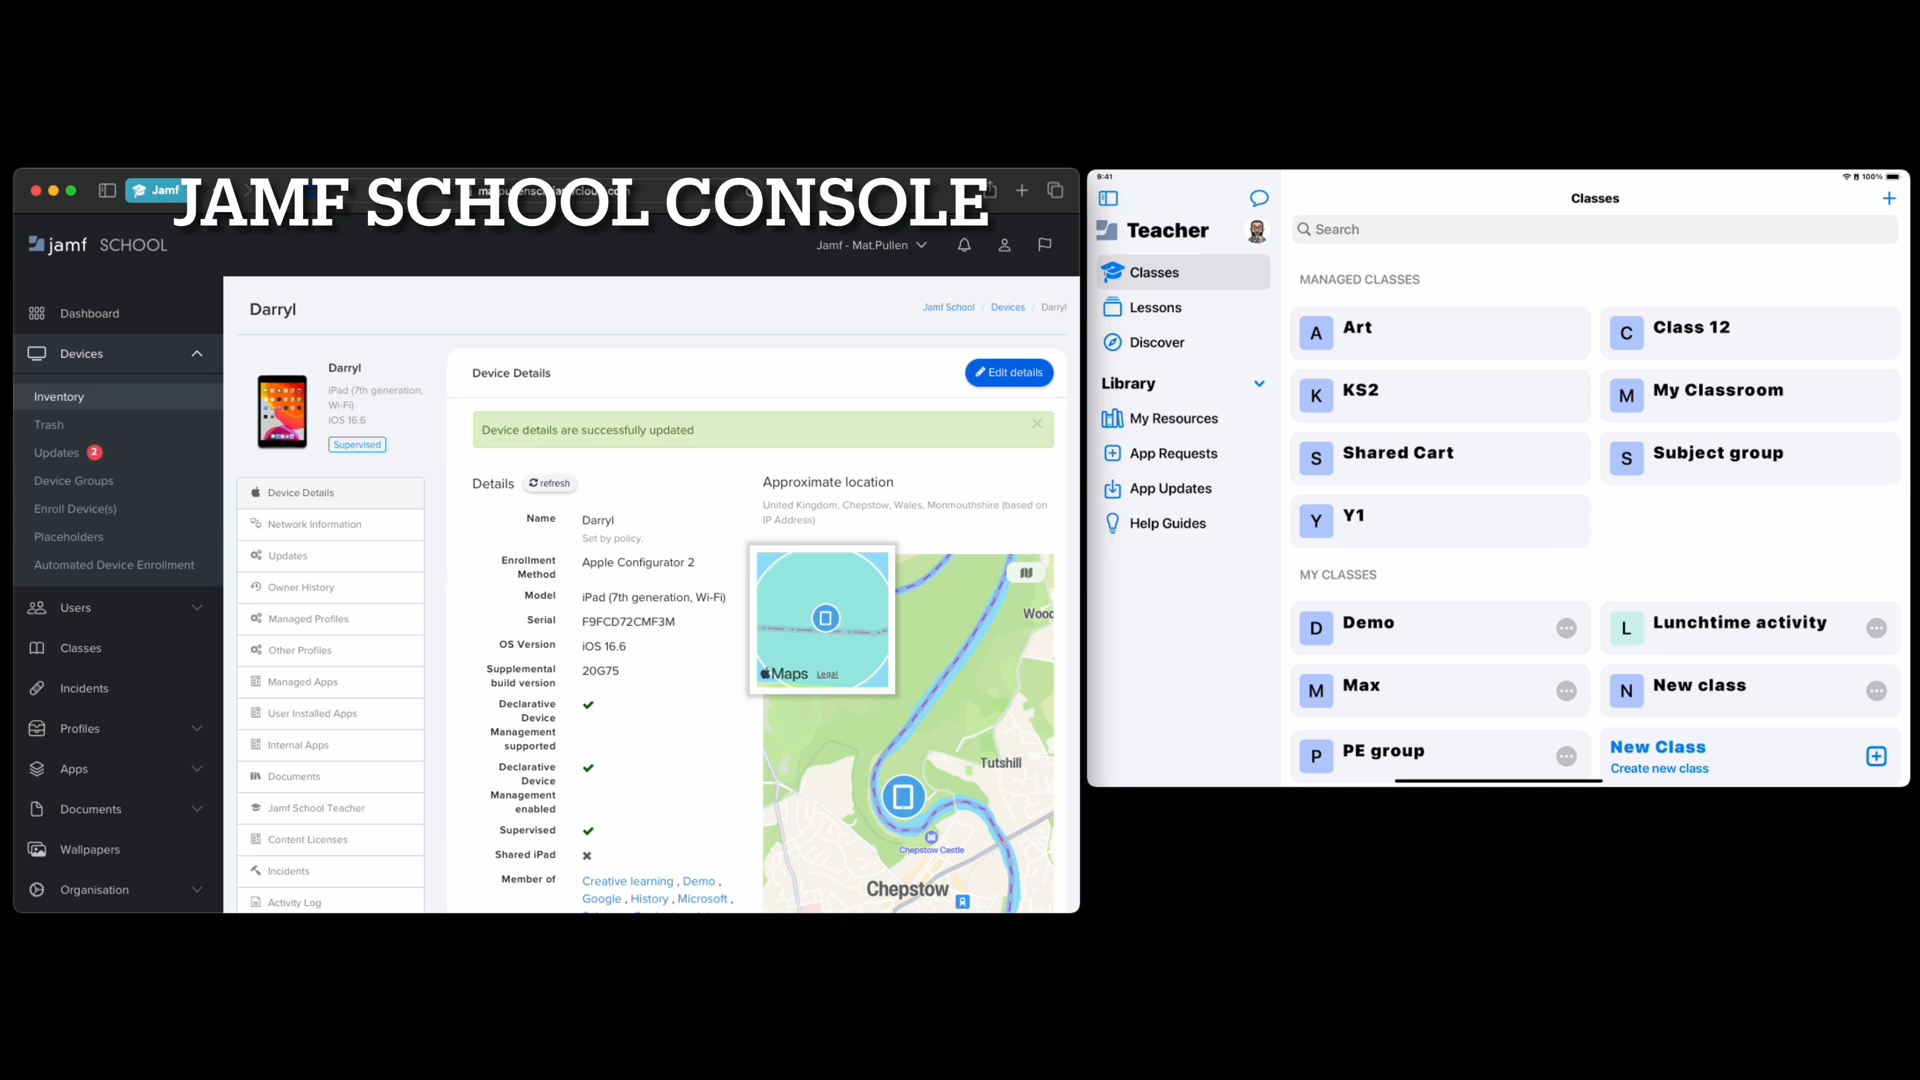 JAMF SCHOOL CONSOLE
Jamf
jamf SCHOOL
Jamf - Mat.Pullen
Dashboard
Devices
Inventory
Trash
Updates 2
Device Groups
Enroll Device(s)
Placeholders
Automated Device Enrollment
Users
Classes
Incidents
Profiles
Apps
Documents
Wallpapers
Organisation
Darryl
Jamf School / Devices / Darryl
Darryl
iPad (7th generation,
Wi-Fi)
iOS 16.6
Supervised
Device Details
Network Information
Updates
Owner History
Managed Profiles
Other Profiles
Managed Apps
User Installed Apps
Internal Apps
Documents
Jamf School Teacher
Content Licenses
Incidents
Activity Log
Device Details
Edit details
Device details are successfully updated
Details refresh
Name Darryl
Set by policy.
Enrollment
Method
Apple Configurator 2
Model iPad (7th generation, Wi-Fi)
Serial F9FCD72CMF3M
OS Version iOS 16.6
Supplemental
build version
20G75
Declarative
Device
Management
supported
Declarative
Device
Management
enabled
Supervised
Shared iPad
Member of Creative learning , Demo ,
Google , History , Microsoft ,
Approximate location
United Kingdom, Chepstow, Wales, Monmouthshire (based on
IP Address)
Maps Legal
Wood
Tutshill
Chepstow Castle
Chepstow
9:41
100%
Teacher
Classes
Lessons
Discover
Library
My Resources
App Requests
App Updates
Help Guides
Classes
Search
MANAGED CLASSES
A Art
C Class 12
K KS2
M My Classroom
S Shared Cart
S Subject group
Y Y1
MY CLASSES
D Demo
L Lunchtime activity
M Max
N New class
P PE group
New Class
Create new class